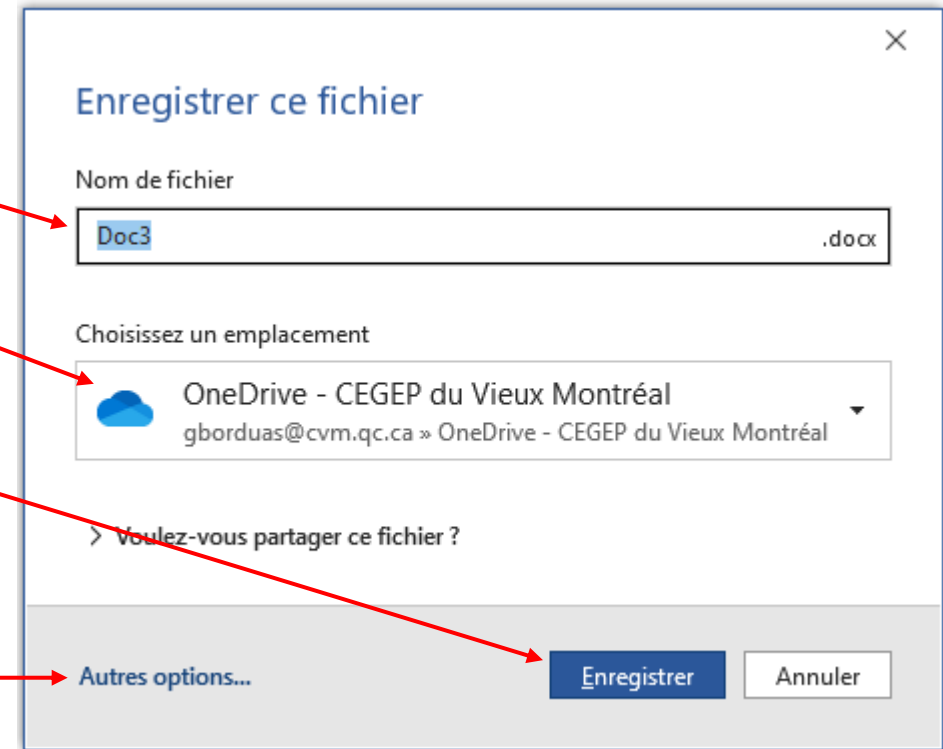 Enregistrer ce fichier
Nom de fichier
Doc3 .docx
Choisissez un emplacement
OneDrive - CEGEP du Vieux Montréal
gborduas@cvm.qc.ca » OneDrive - CEGEP du Vieux Montréal
> Voulez-vous partager ce fichier ?
Autres options... Enregistrer Annuler